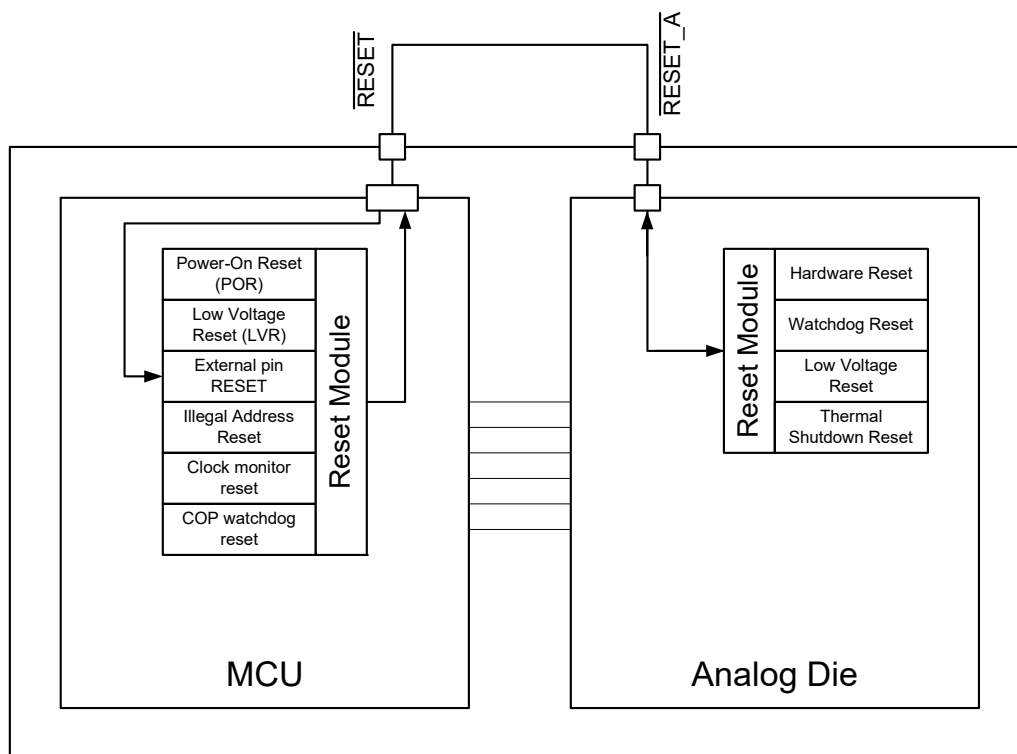 RESET
RESET_A
Power-On Reset
(POR)
Low Voltage
Reset (LVR)
External pin
RESET
Illegal Address
Reset
Clock monitor
reset
COP watchdog
reset
Reset Module
MCU
Reset Module
Hardware Reset
Watchdog Reset
Low Voltage
Reset
Thermal
Shutdown Reset
Analog Die